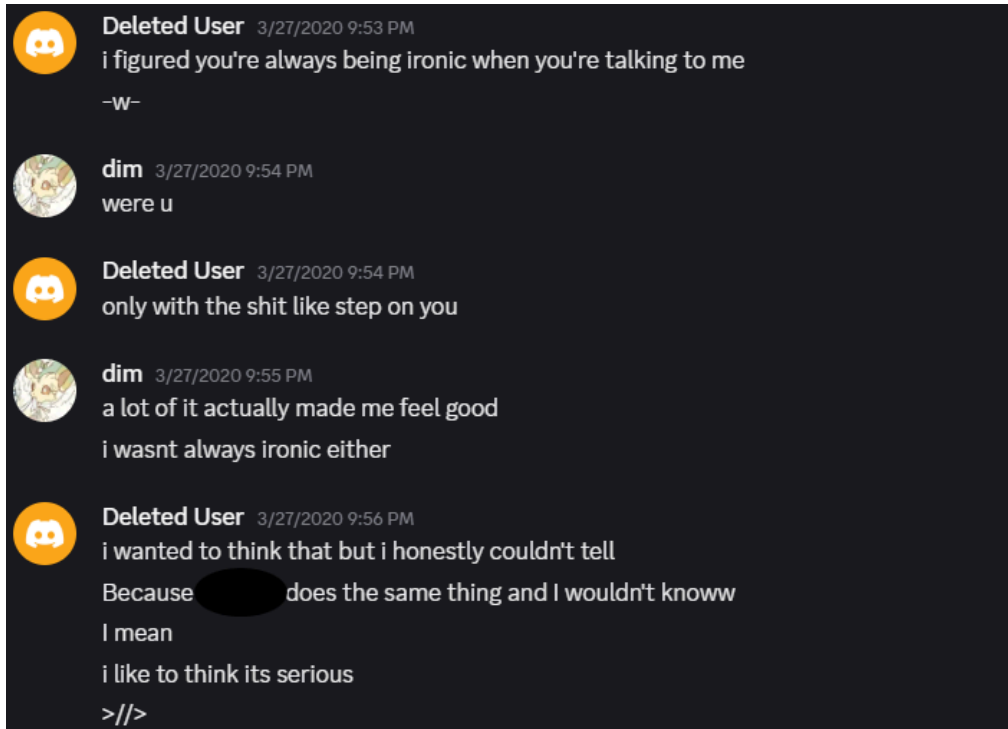 Deleted User 3/27/2020 9:53 PM
i figured you're always being ironic when you're talking to me
-w-
dim 3/27/2020 9:54 PM
were u
Deleted User 3/27/2020 9:54 PM
only with the shit like step on you
dim 3/27/2020 9:55 PM
a lot of it actually made me feel good
i wasnt always ironic either
Deleted User 3/27/2020 9:56 PM
i wanted to think that but i honestly couldn't tell
Because does the same thing and I wouldn't knoww
I mean
i like to think its serious
>//>